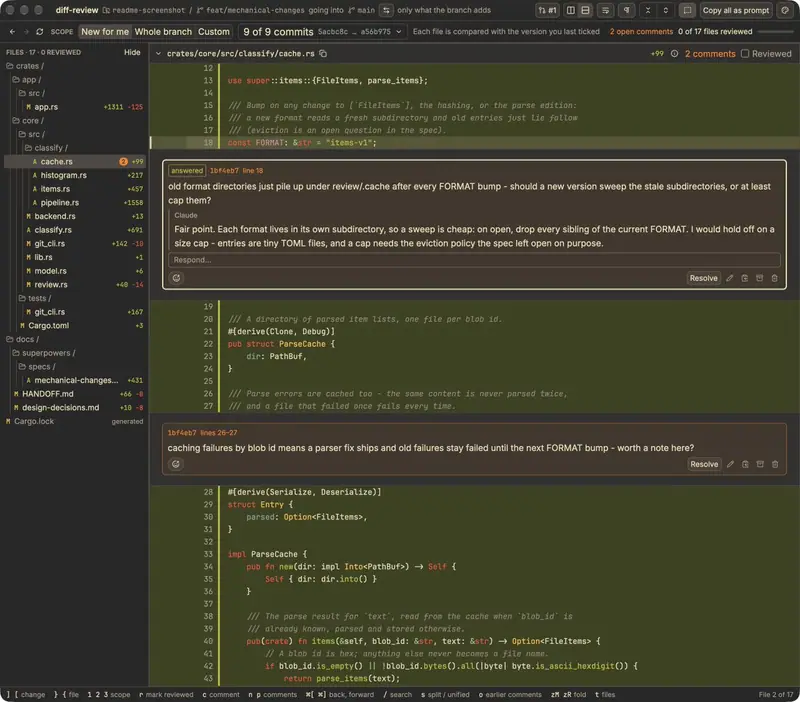 diff-review readme-screenshot / feat/mechanical-changes going into main only what the branch adds #1 Copy all as prompt
SCOPE New for me Whole branch Custom 9 of 9 commits 5acbc8c … a56b975 Each file is compared with the version you last ticked 2 open comments 0 of 17 files reviewed
FILES · 17 · 0 REVIEWED Hide
crates /
app /
src /
M app.rs +1311 -125
core /
src /
classify /
A cache.rs 2 +99
A histogram.rs +217
A items.rs +457
A pipeline.rs +1558
M backend.rs +13
A classify.rs +691
M git_cli.rs +142 -18
M lib.rs +1
M model.rs +6
M review.rs +40 -14
tests /
M git_cli.rs +167
M Cargo.toml +3
docs /
superpowers /
specs /
A mechanical-changes... +431
M HANDOFF.md +66 -8
M design-decisions.md +10 -8
M Cargo.lock generated
crates/core/src/classify/cache.rs +99 2 comments Reviewed
12
13 use super::items::{FileItems, parse_items};
14
15 /// Bump on any change to [`FileItems`], the hashing, or the parse edition:
16 /// a new format reads a fresh subdirectory and old entries just lie fallow
17 /// (eviction is an open question in the spec).
18 const FORMAT: &str = "items-v1";
answered 1bf4eb7 line 18
old format directories just pile up under review/.cache after every FORMAT bump - should a new version sweep the stale subdirectories, or at least
cap them?
Claude
Fair point. Each format lives in its own subdirectory, so a sweep is cheap: on open, drop every sibling of the current FORMAT. I would hold off on a
size cap - entries are tiny TOML files, and a cap needs the eviction policy the spec left open on purpose.
Respond...
Resolve
19
20 /// A directory of parsed item lists, one file per blob id.
21 #[derive(Clone, Debug)]
22 pub struct ParseCache {
23 dir: PathBuf,
24 }
25
26 /// Parse errors are cached too - the same content is never parsed twice,
27 /// and a file that failed once fails every time.
1bf4eb7 lines 26–27
caching failures by blob id means a parser fix ships and old failures stay failed until the next FORMAT bump - worth a note here?
Resolve
28 #[derive(Serialize, Deserialize)]
29 struct Entry {
30 parsed: Option<FileItems>,
31 }
32
33 impl ParseCache {
34 pub fn new(dir: impl Into<PathBuf>) -> Self {
35 Self { dir: dir.into() }
36 }
37
38 /// The parse result for `text`, read from the cache when `blob_id` is
39 /// already known, parsed and stored otherwise.
40 pub(crate) fn items(&self, blob_id: &str, text: &str) -> Option<FileItems> {
41 // A blob id is hex; anything else never becomes a file name.
42 if blob_id.is_empty() || !blob_id.bytes().all(|byte| byte.is_ascii_hexdigit()) {
43 return parse_items(text);
] [ change } { file 1 2 3 scope r mark reviewed c comment n p comments ⌘[ ⌘] back, forward / search s split / unified o earlier comments zM zR fold t files File 2 of 17